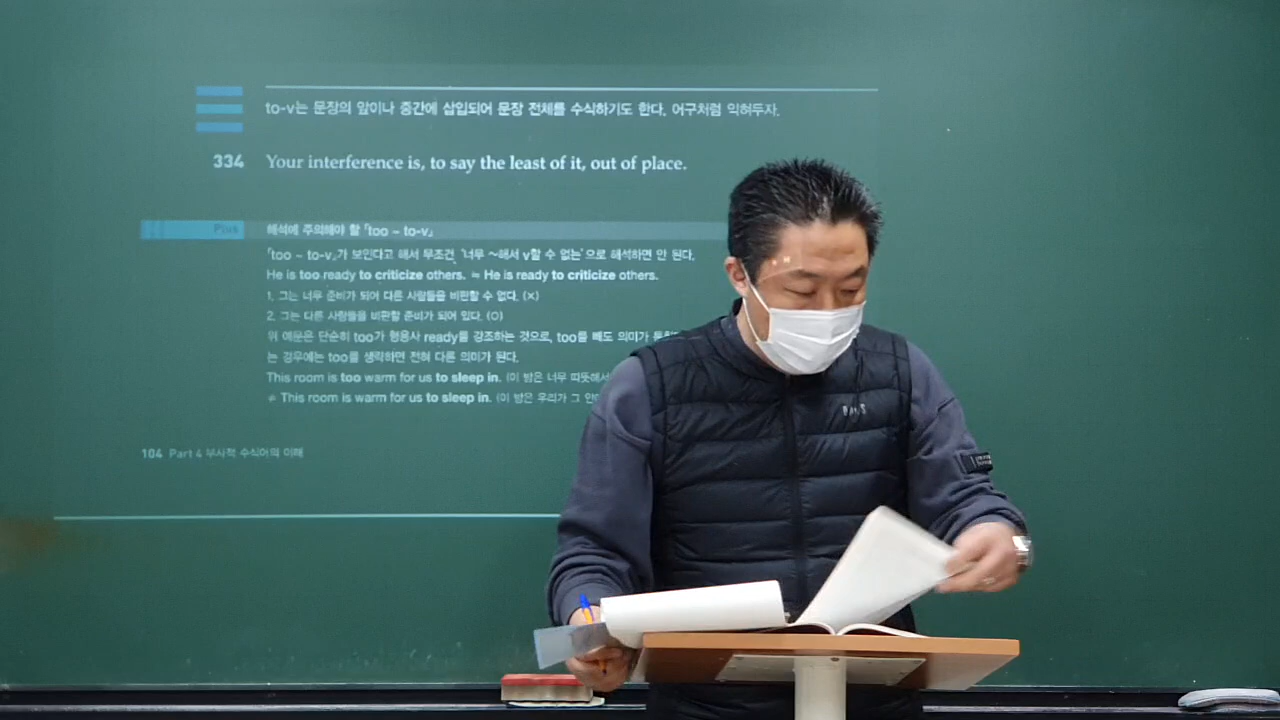 to-v는 문장의 앞이나 중간에 삽입되어 문장 전체를 수식하기도 한다. 어구처럼 익혀두자.
334 Your interference is, to say the least of it, out of place.
Plus 해석에 주의해야 할 「too ~ to-v」
「too ~ to-v」가 보인다고 해서 무조건 '너무 ~해서 v할 수 없는'으로 해석하면 안 된다.
He is too ready to criticize others. ≒ He is ready to criticize others.
1. 그는 너무 준비가 되어 다른 사람들을 비판할 수 없다. (×)
2. 그는 다른 사람들을 비판할 준비가 되어 있다. (O)
위 예문은 단순히 too가 형용사 ready를 강조하는 것으로, too를 빼도 의미가
는 경우에는 too를 생략하면 전혀 다른 의미가 된다.
This room is too warm for us to sleep in. (이 방은 너무 따뜻해서
≠ This room is warm for us to sleep in. (이 방은 우리가 그
104 Part 4 부사적 수식어의 이해